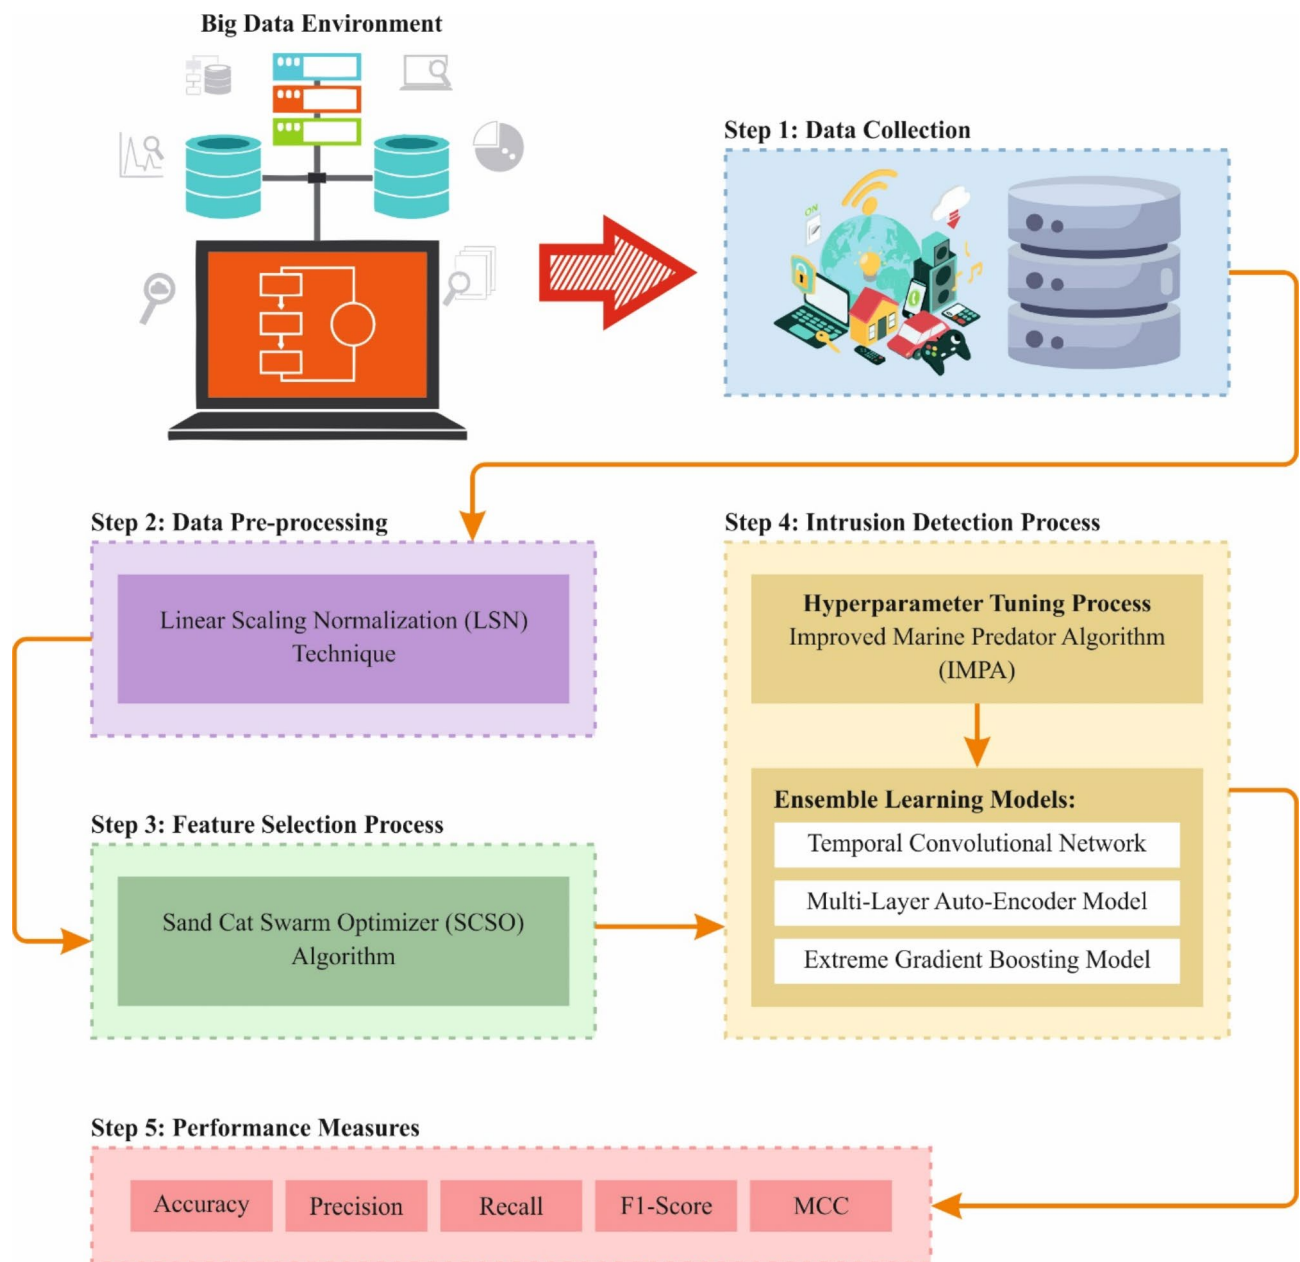 Big Data Environment
Step 1: Data Collection
ON
Step 2: Data Pre-processing
Linear Scaling Normalization (LSN)
Technique
Step 3: Feature Selection Process
Sand Cat Swarm Optimizer (SCSO)
Algorithm
Step 4: Intrusion Detection Process
Hyperparameter Tuning Process
Improved Marine Predator Algorithm
(IMPA)
Ensemble Learning Models:
Temporal Convolutional Network
Multi-Layer Auto-Encoder Model
Extreme Gradient Boosting Model
Step 5: Performance Measures
Accuracy
Precision
Recall
F1-Score
MCC